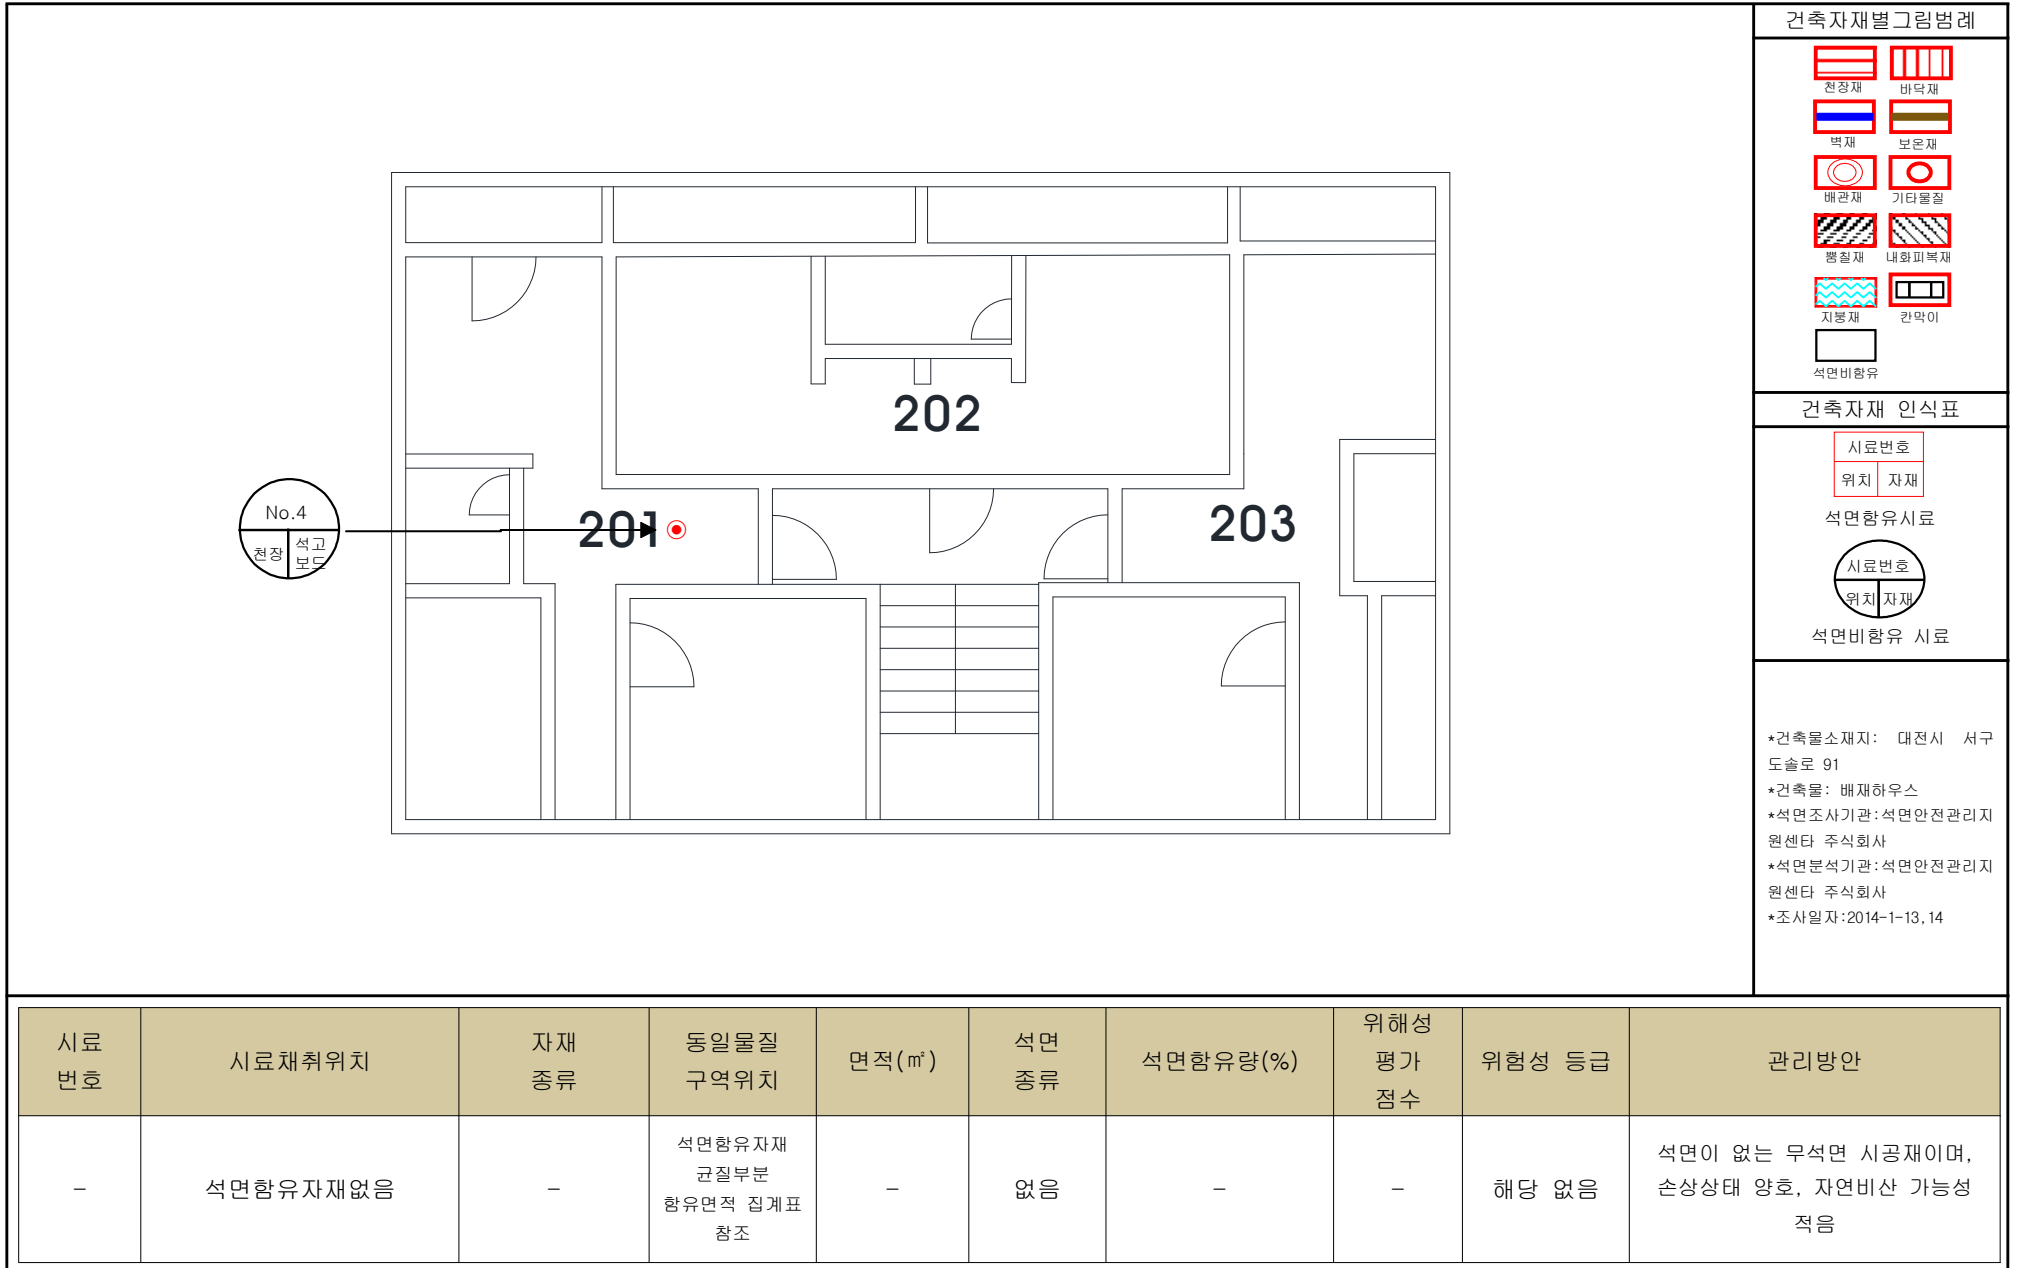 건축자재별그림범례
천장재 바닥재
벽재 보온재
배관재 기타물질
뿜칠재 내화피복재
지붕재 칸막이
석면비함유
건축자재 인식표
시료번호
위치 자재
석면함유시료
시료번호
위치 자재
석면비함유 시료
*건축물소재지: 대전시 서구
도솔로 91
*건축물: 배재하우스
*석면조사기관:석면안전관리지
원센타 주식회사
*석면분석기관:석면안전관리지
원센타 주식회사
*조사일자:2014-1-13,14
202
No.4
천장 석고
보드
201
203
시료
번호
시료채취위치
자재
종류
동일물질
구역위치
면적(㎡)
석면
종류
석면함유량(%)
위해성
평가
점수
위험성 등급
관리방안
-
석면함유자재없음
-
석면함유자재
균질부분
함유면적 집계표
참조
-
없음
-
-
해당 없음
석면이 없는 무석면 시공재이며,
손상상태 양호, 자연비산 가능성
적음